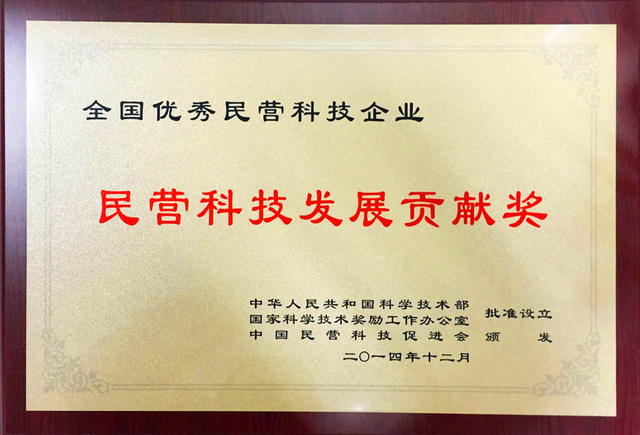 全国优秀民营科技企业
民营科技发展贡献奖
中华人民共和国科学技术部
国家科学技术奖励工作办公室 批准设立
中国民营科技促进会 颁发
二〇一四年十二月